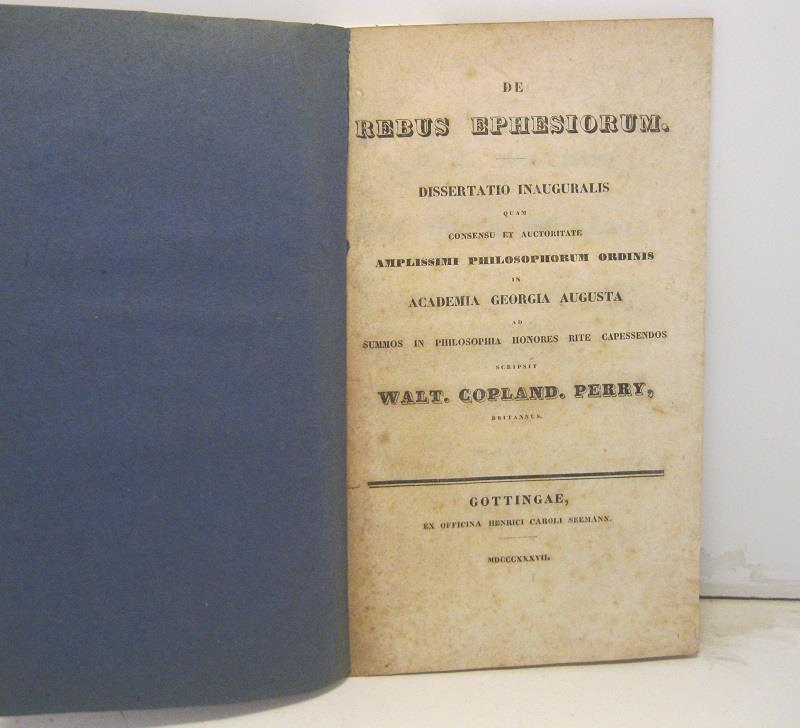 DE
REBUS EPHESIORUM.
DISSERTATIO INAUGURALIS
QUAM
CONSENSU ET AUCTORITATE
AMPLISSIMI PHILOSOPHORUM ORDINIS
IN
ACADEMIA GEORGIA AUGUSTA
AD
SUMMOS IN PHILOSOPHIA HONORES RITE CAPESSENDOS
SCRIPSIT
WALT. COPLAND. PERRY,
BRITANNUS.
GOTTINGAE,
EX OFFICINA HENRICI CAROLI SEEMANN.
MDCCCXXXVII.